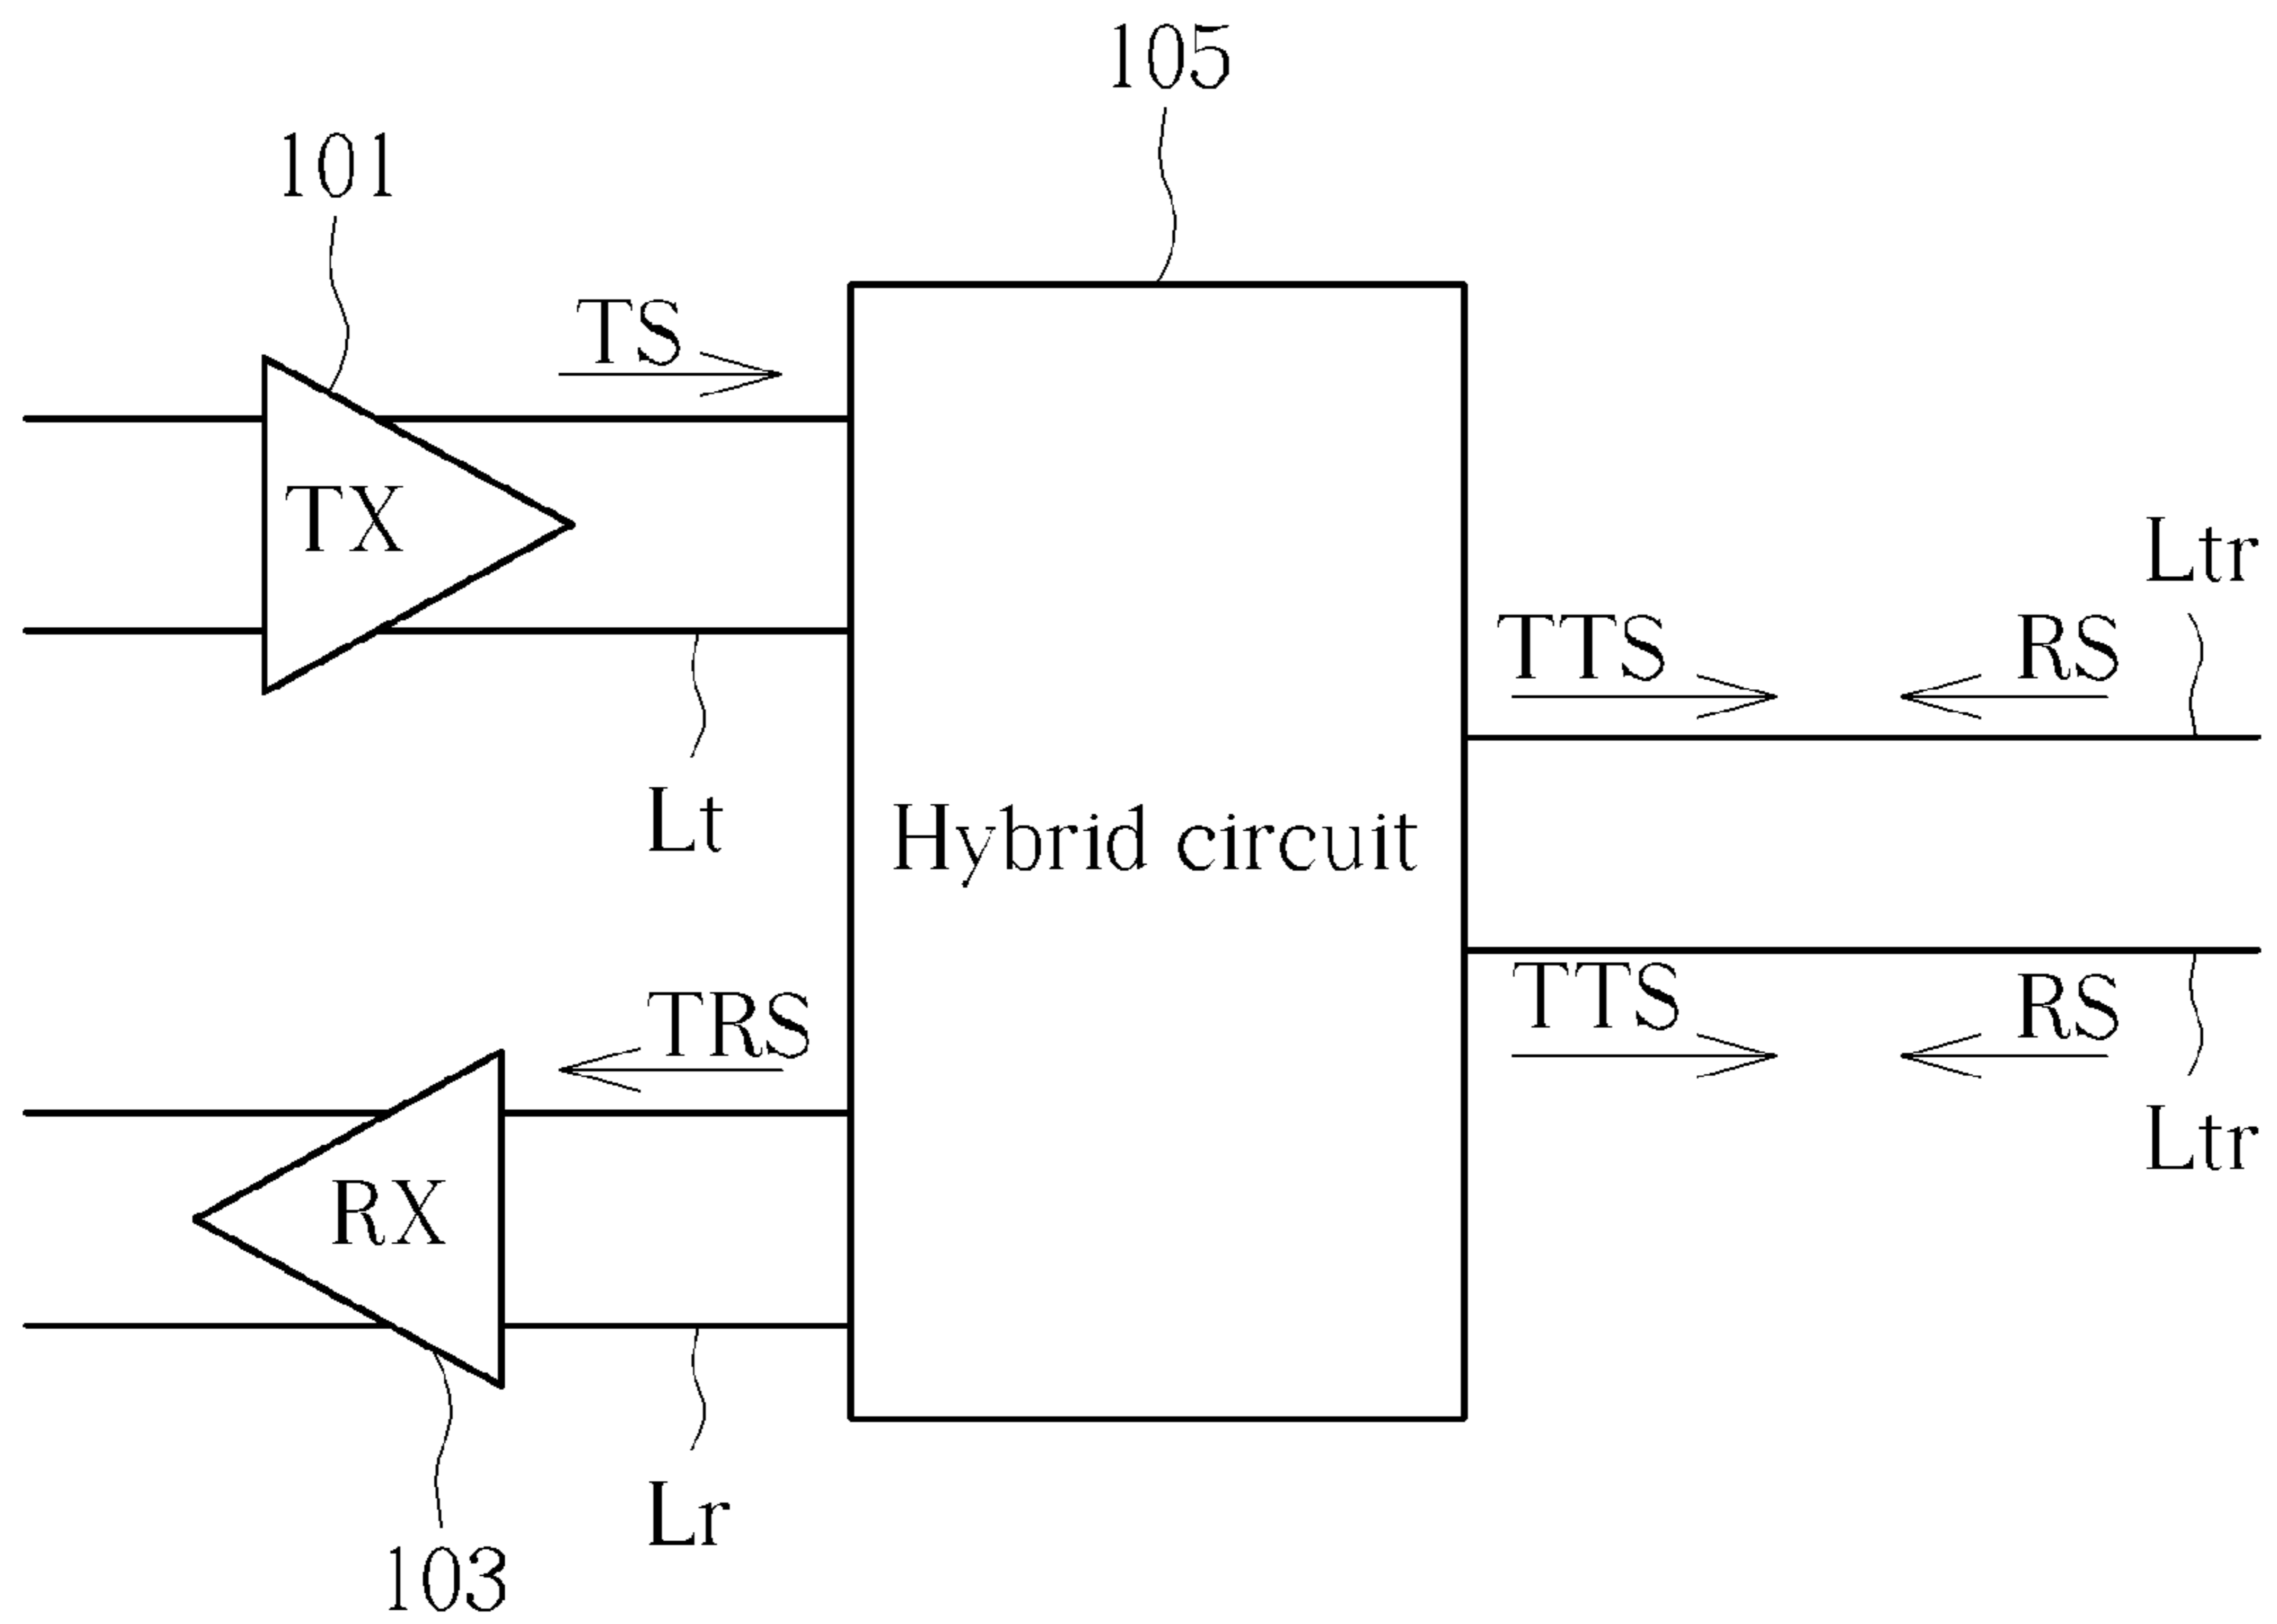 105
101
TS
TX
Ltr
TTS
RS
Lt
Hybrid circuit
TTS
RS
TRS
Ltr
RX
Lr
103